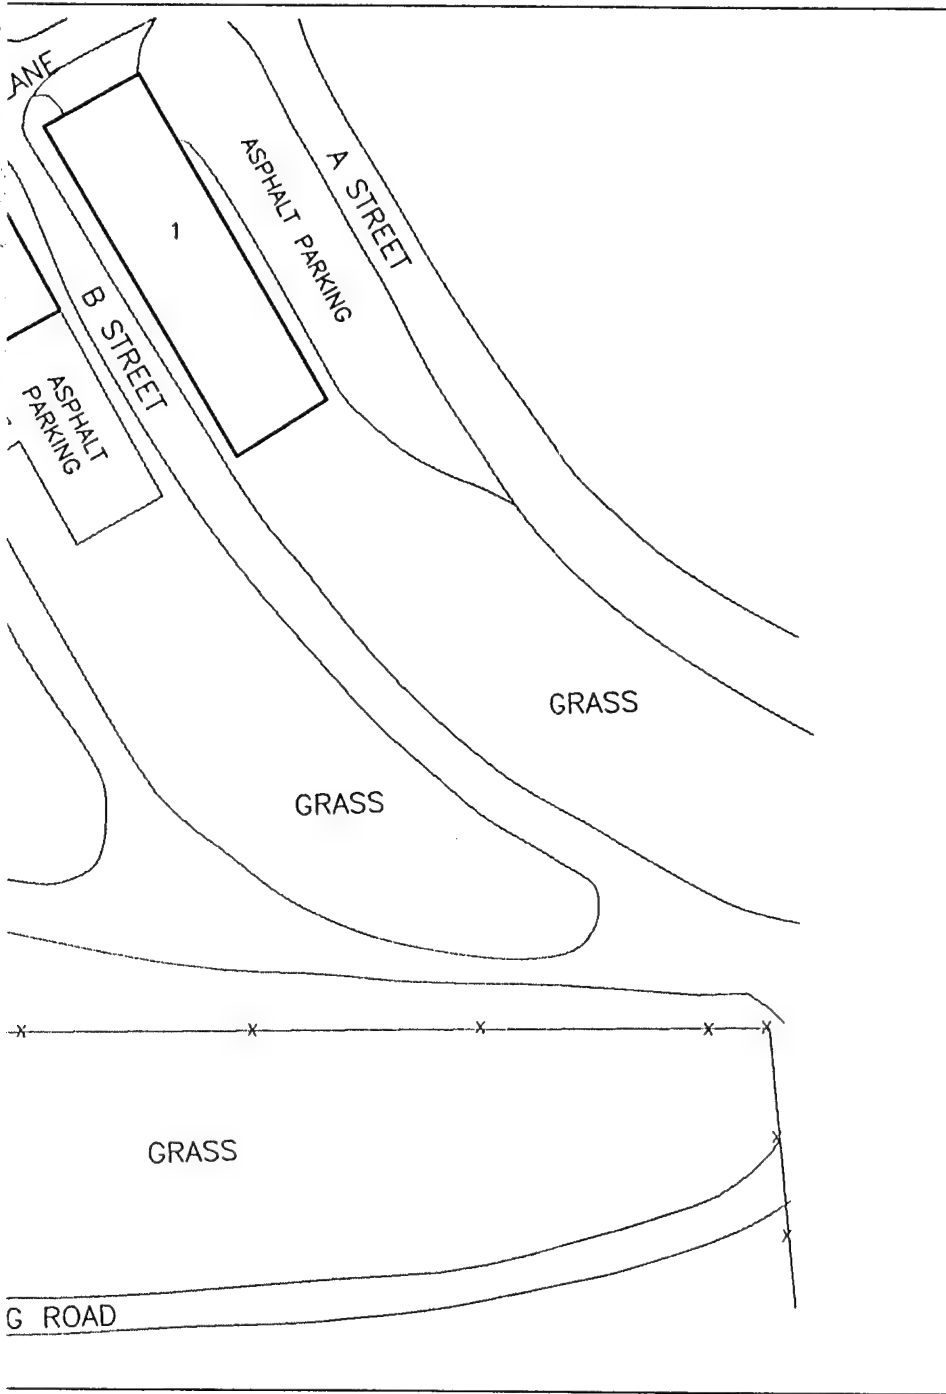 ANE
ASPHALT PARKING
A STREET
1
B STREET
ASPHALT
PARKING
GRASS
GRASS
X X X X X
GRASS
X
X
G ROAD